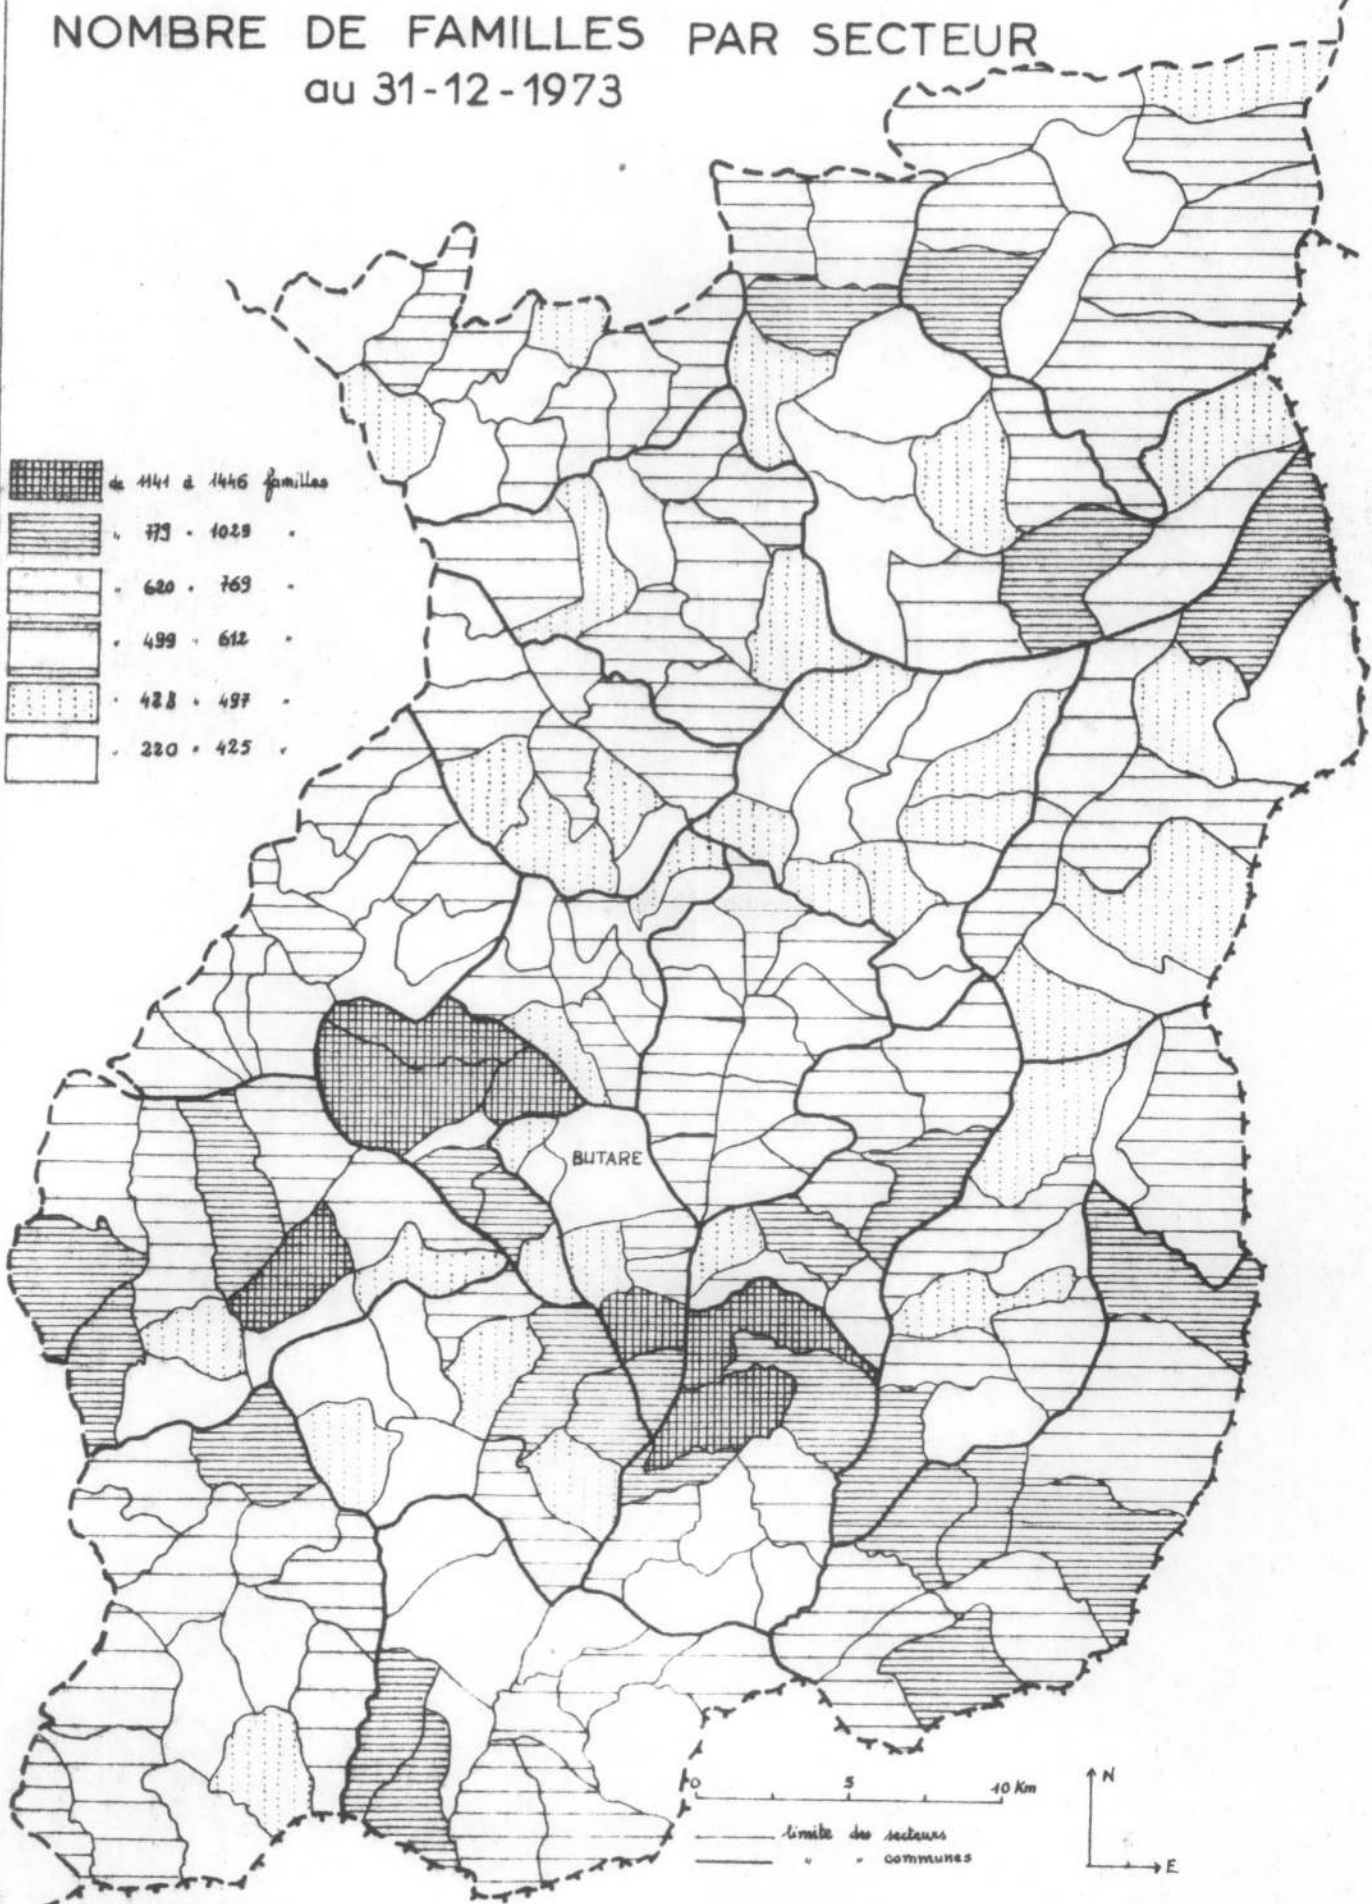 NOMBRE DE FAMILLES PAR SECTEUR
au 31-12-1973
de 1141 à 1446 familles
" 779 " 1029 "
" 620 " 769 "
" 499 " 612 "
" 428 " 497 "
" 220 " 425 "
BUTARE
0 5 10 Km
N
E
limite des secteurs
" " communes